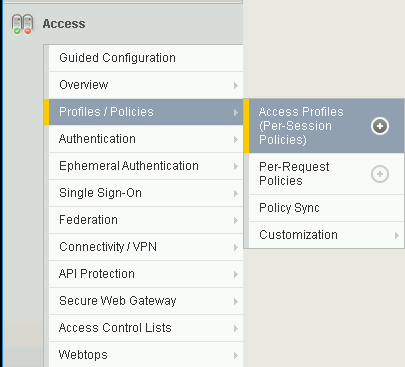 Access
Guided Configuration
Overview
Profiles / Policies
Authentication
Ephemeral Authentication
Single Sign-On
Federation
Connectivity / VPN
API Protection
Secure Web Gateway
Access Control Lists
Webtops
Access Profiles
(Per-Session
Policies)
Per-Request
Policies
Policy Sync
Customization